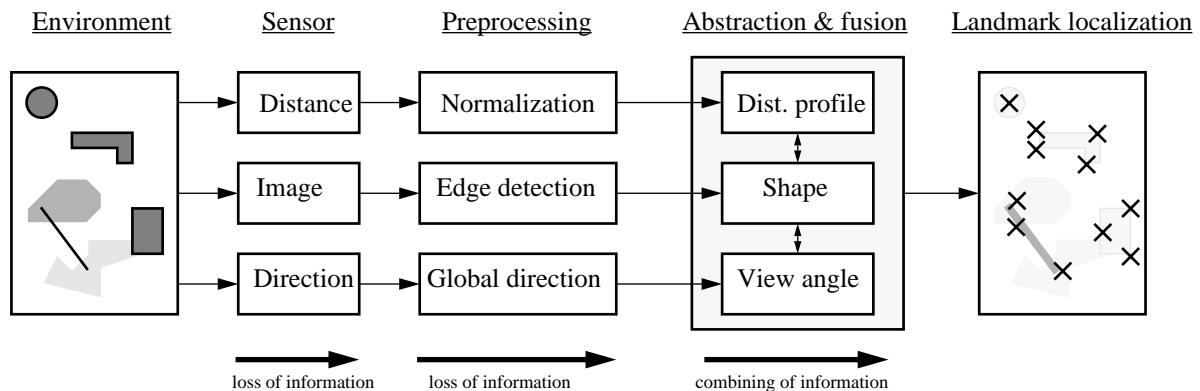 Environment Sensor Preprocessing Abstraction & fusion Landmark localization
Distance Normalization Dist. profile
Image Edge detection Shape
Direction Global direction View angle
loss of information loss of information combining of information